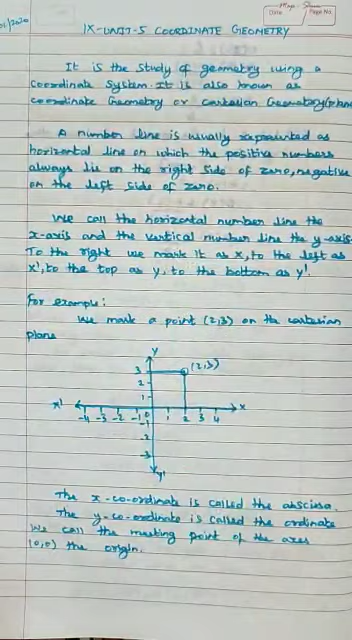 /2020
Date
Page No.
IX-UNIT-5 COORDINATE GEOMETRY
It is the study of geometry using a
coordinate system. It is also known as
coordinate Geometry or cartesian Geometry/plane
A number line is usually represented as
horizontal line on which the positive numbers
always lie on the right side of zero, negative
on the left side of zero.
We call the horizontal number line the
x-axis and the vertical number line the y-axis.
To the right we mark it as x, to the left as
x', to the top as y, to the bottom as y'.
For example:
We mark a point (2,3) on the cartesian
plane
Y
3
(2,3)
2
1
x'
x
-4 -3 -2 -1 0 1 2 3 4
-1
-2
-3
y'
The x-co-ordinate is called the abscissa.
The y-co-ordinate is called the ordinate
We call the meeting point of the axes
(0,0) the origin.